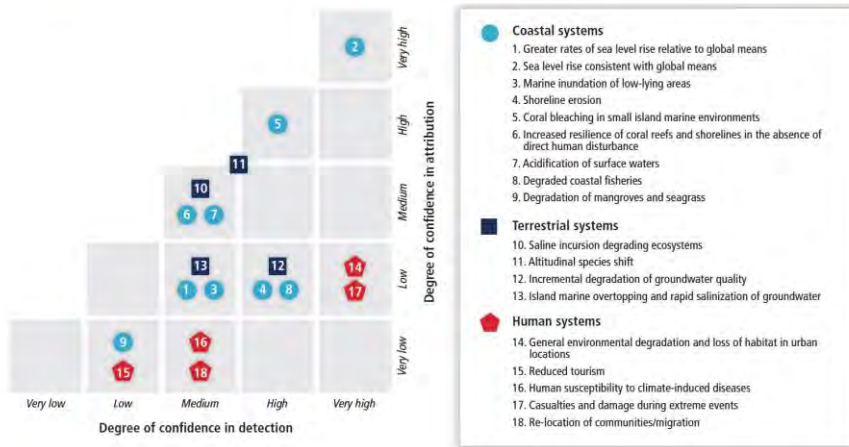 2
Very high
5
High
11
10
6 7
Medium
Degree of confidence in attribution
13 12 14
1 3 4 8 17
Low
9 16
15 18
Very low
Very low Low Medium High Very high
Degree of confidence in detection
Coastal systems
1. Greater rates of sea level rise relative to global means
2. Sea level rise consistent with global means
3. Marine inundation of low-lying areas
4. Shoreline erosion
5. Coral bleaching in small island marine environments
6. Increased resilience of coral reefs and shorelines in the absence of
direct human disturbance
7. Acidification of surface waters
8. Degraded coastal fisheries
9. Degradation of mangroves and seagrass
Terrestrial systems
10. Saline incursion degrading ecosystems
11. Altitudinal species shift
12. Incremental degradation of groundwater quality
13. Island marine overtopping and rapid salinization of groundwater
Human systems
14. General environmental degradation and loss of habitat in urban
locations
15. Reduced tourism
16. Human susceptibility to climate-induced diseases
17. Casualties and damage during extreme events
18. Re-location of communities/migration